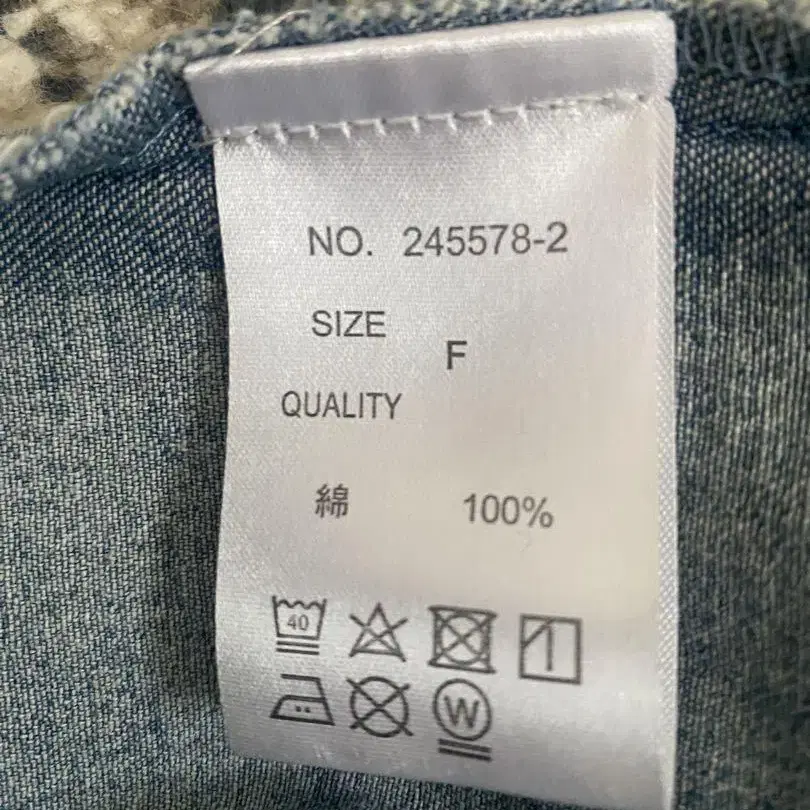 NO. 245578-2
SIZE
F
QUALITY
綿 100%
40
W